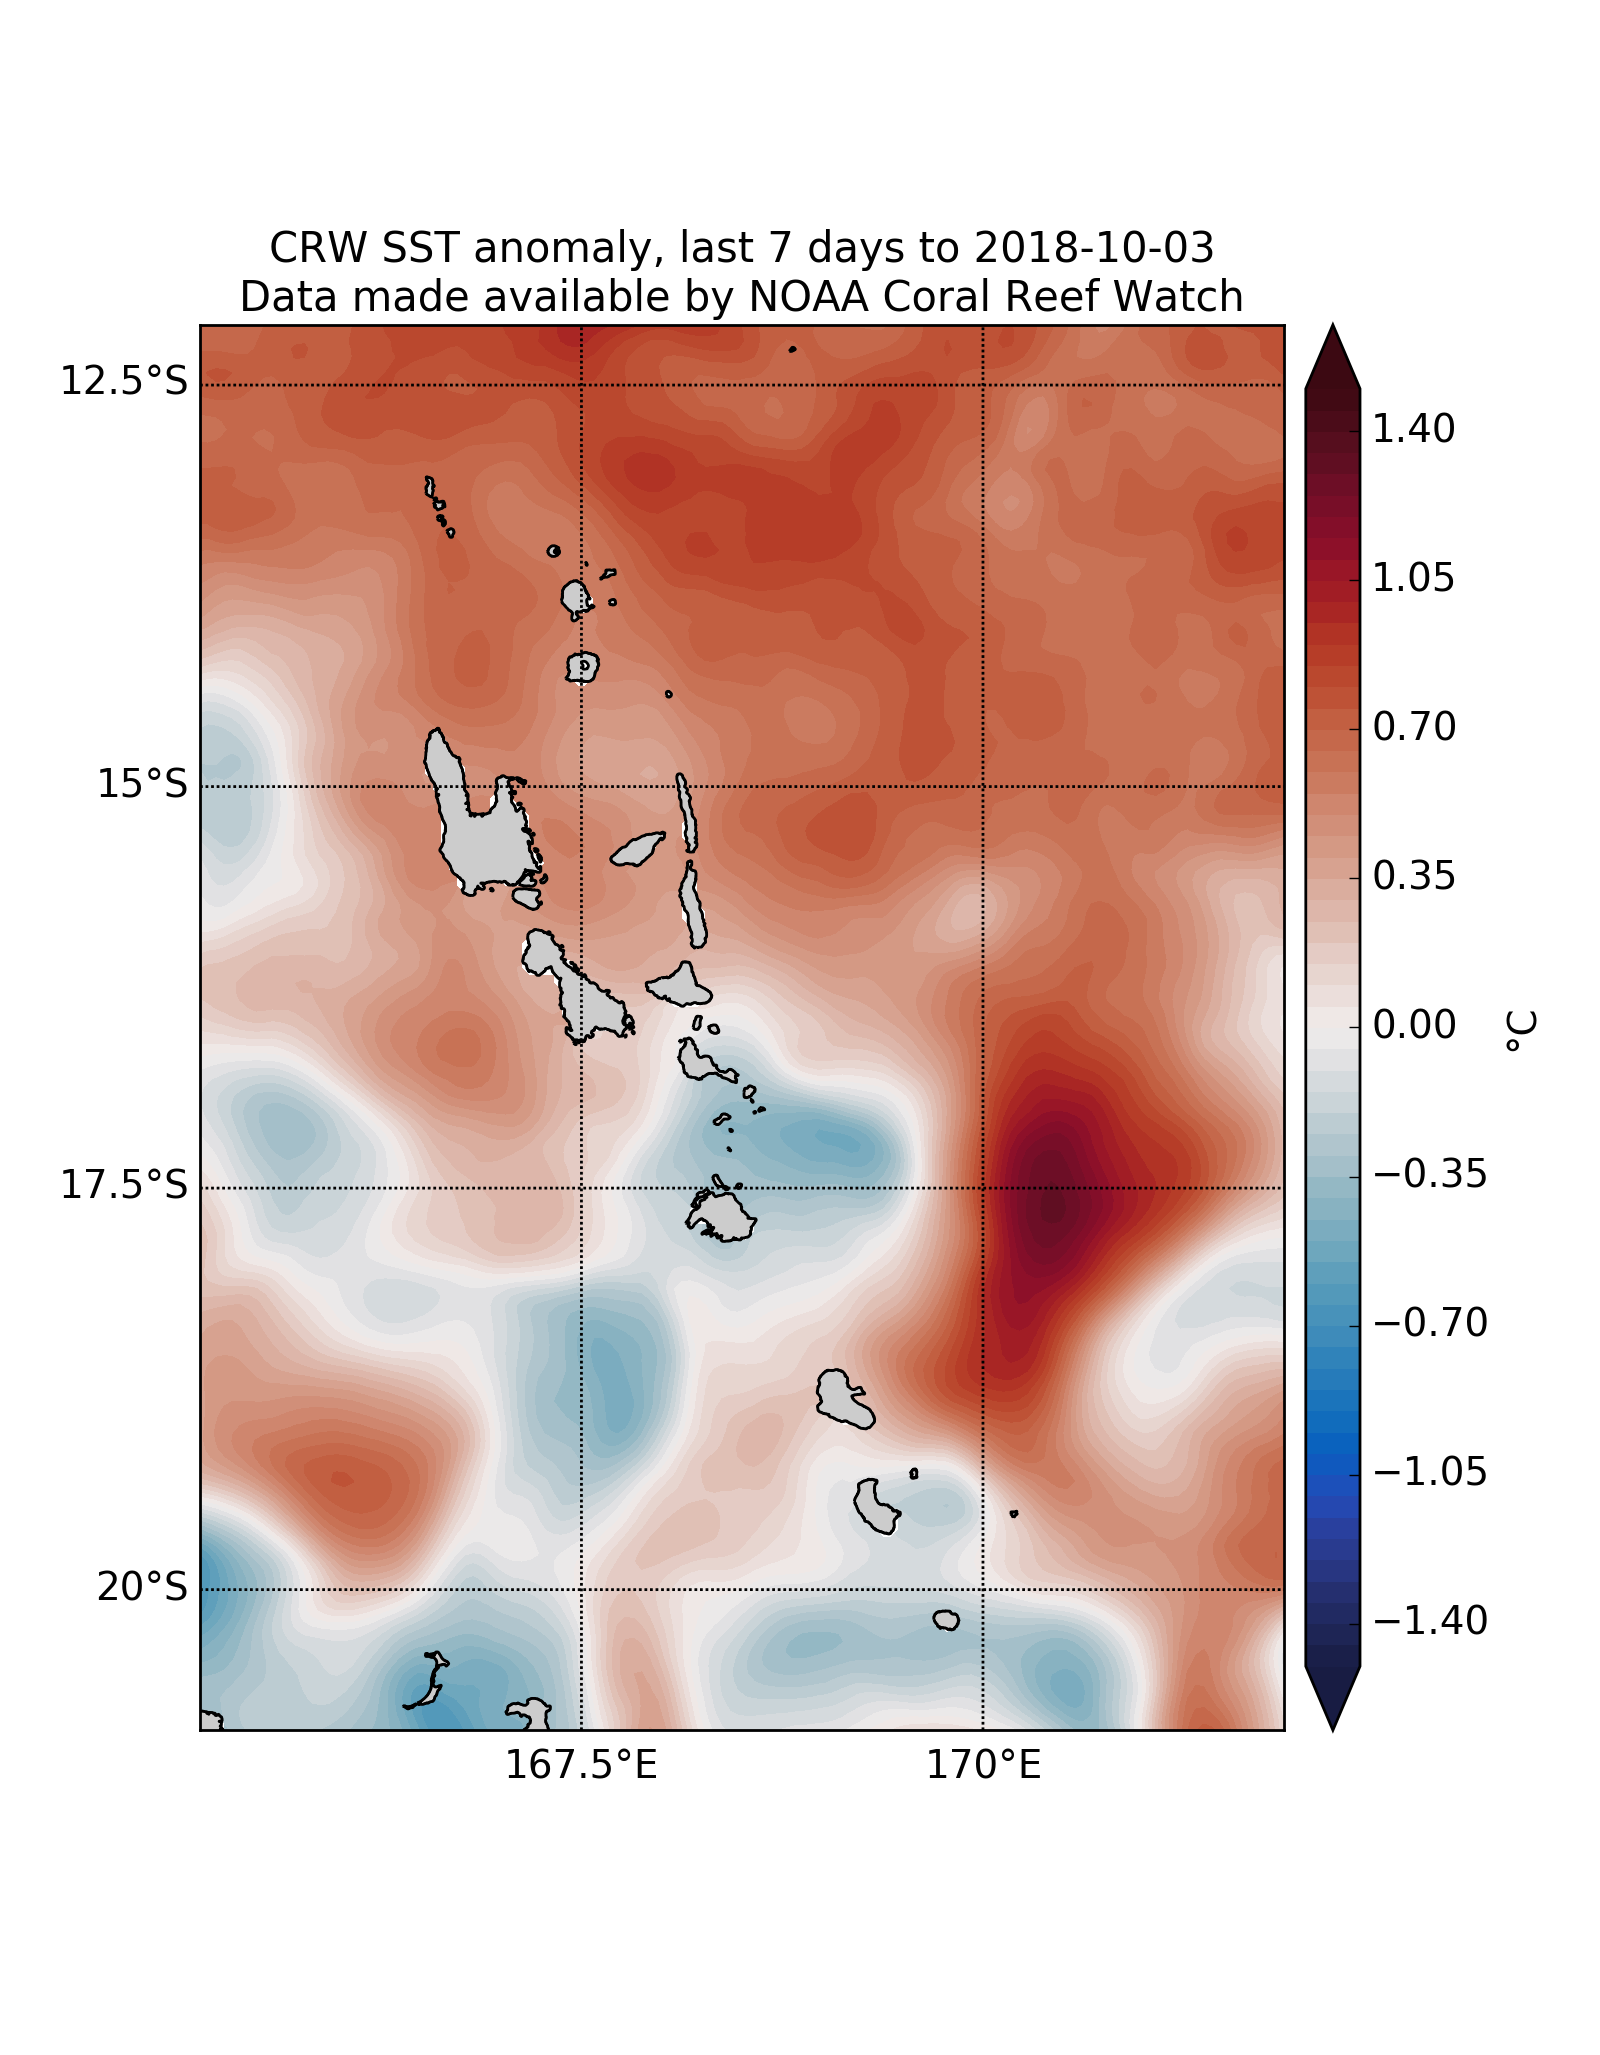 CRW SST anomaly, last 7 days to 2018-10-03
Data made available by NOAA Coral Reef Watch
12.5°S
15°S
17.5°S
20°S
167.5°E
170°E
1.40
1.05
0.70
0.35
0.00
−0.35
−0.70
−1.05
−1.40
°C